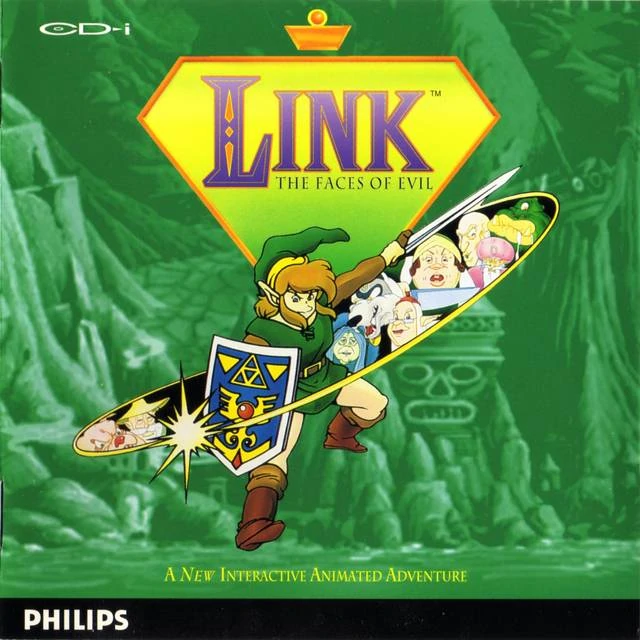 CD-i
LINK™
THE FACES OF EVIL
A NEW INTERACTIVE ANIMATED ADVENTURE
PHILIPS